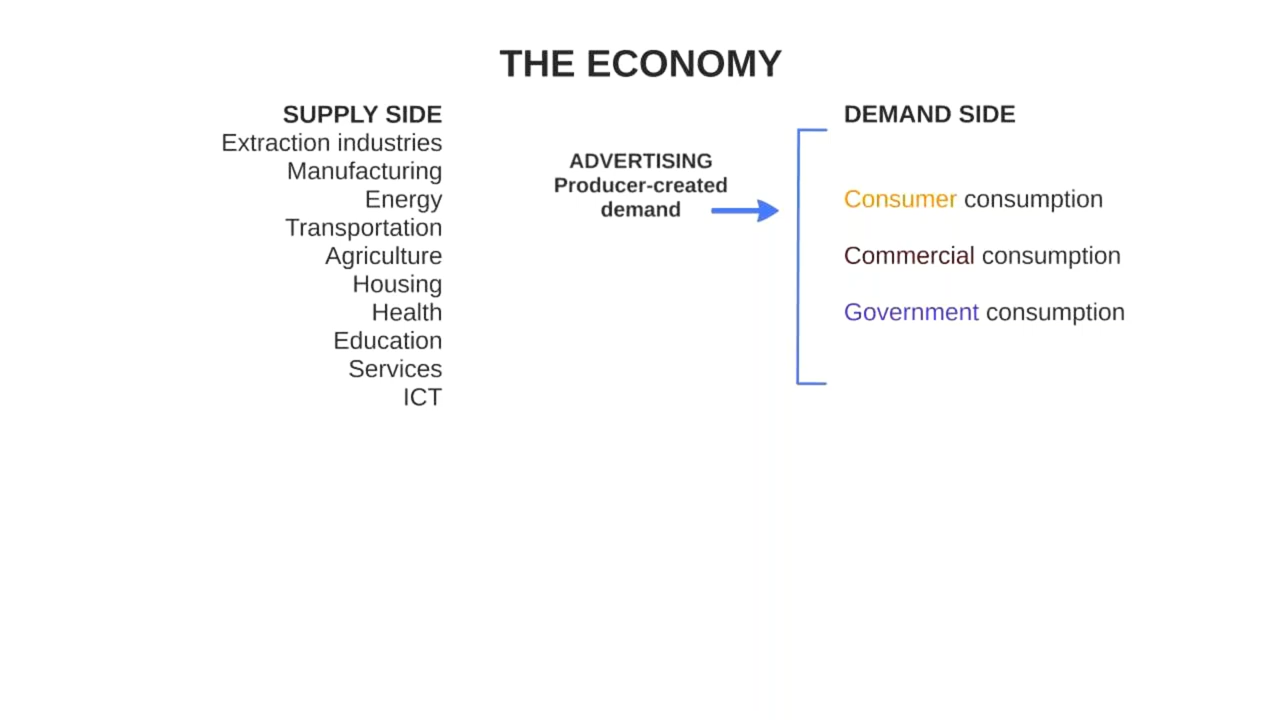 THE ECONOMY
SUPPLY SIDE
Extraction industries
Manufacturing
Energy
Transportation
Agriculture
Housing
Health
Education
Services
ICT
ADVERTISING
Producer-created
demand
DEMAND SIDE
Consumer consumption
Commercial consumption
Government consumption